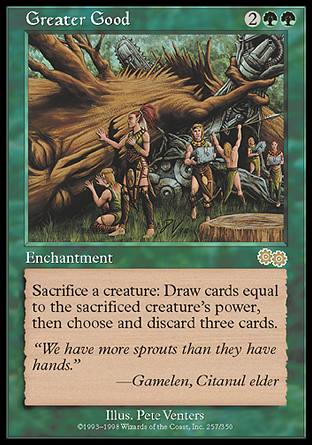 Greater Good 2
Enchantment
Sacrifice a creature: Draw cards equal
to the sacrificed creature's power,
then choose and discard three cards.
“We have more sprouts than they have
hands.”
—Gamelen, Citanul elder
Illus. Pete Venters
©1993–1998 Wizards of the Coast, Inc. 257/350